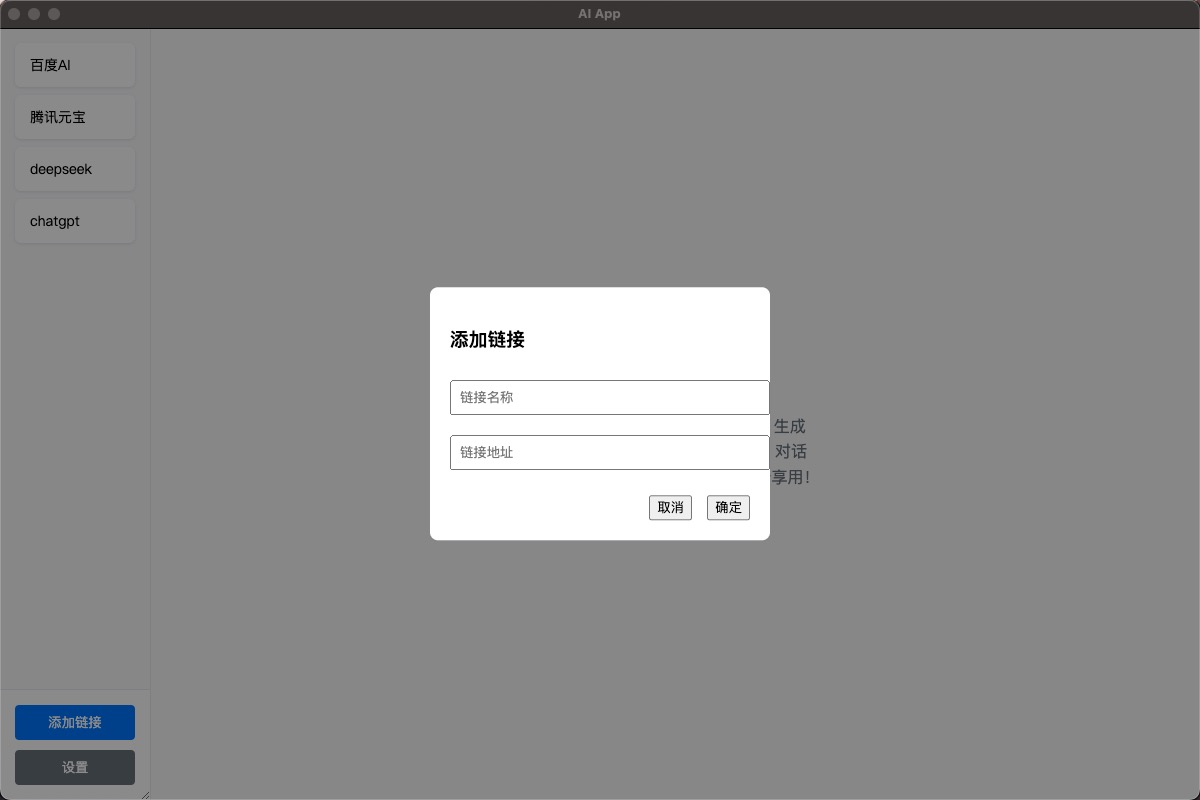 AI App
百度AI
腾讯元宝
deepseek
chatgpt
添加链接
链接名称
链接地址
取消
确定
生成
对话
享用！
添加链接
设置